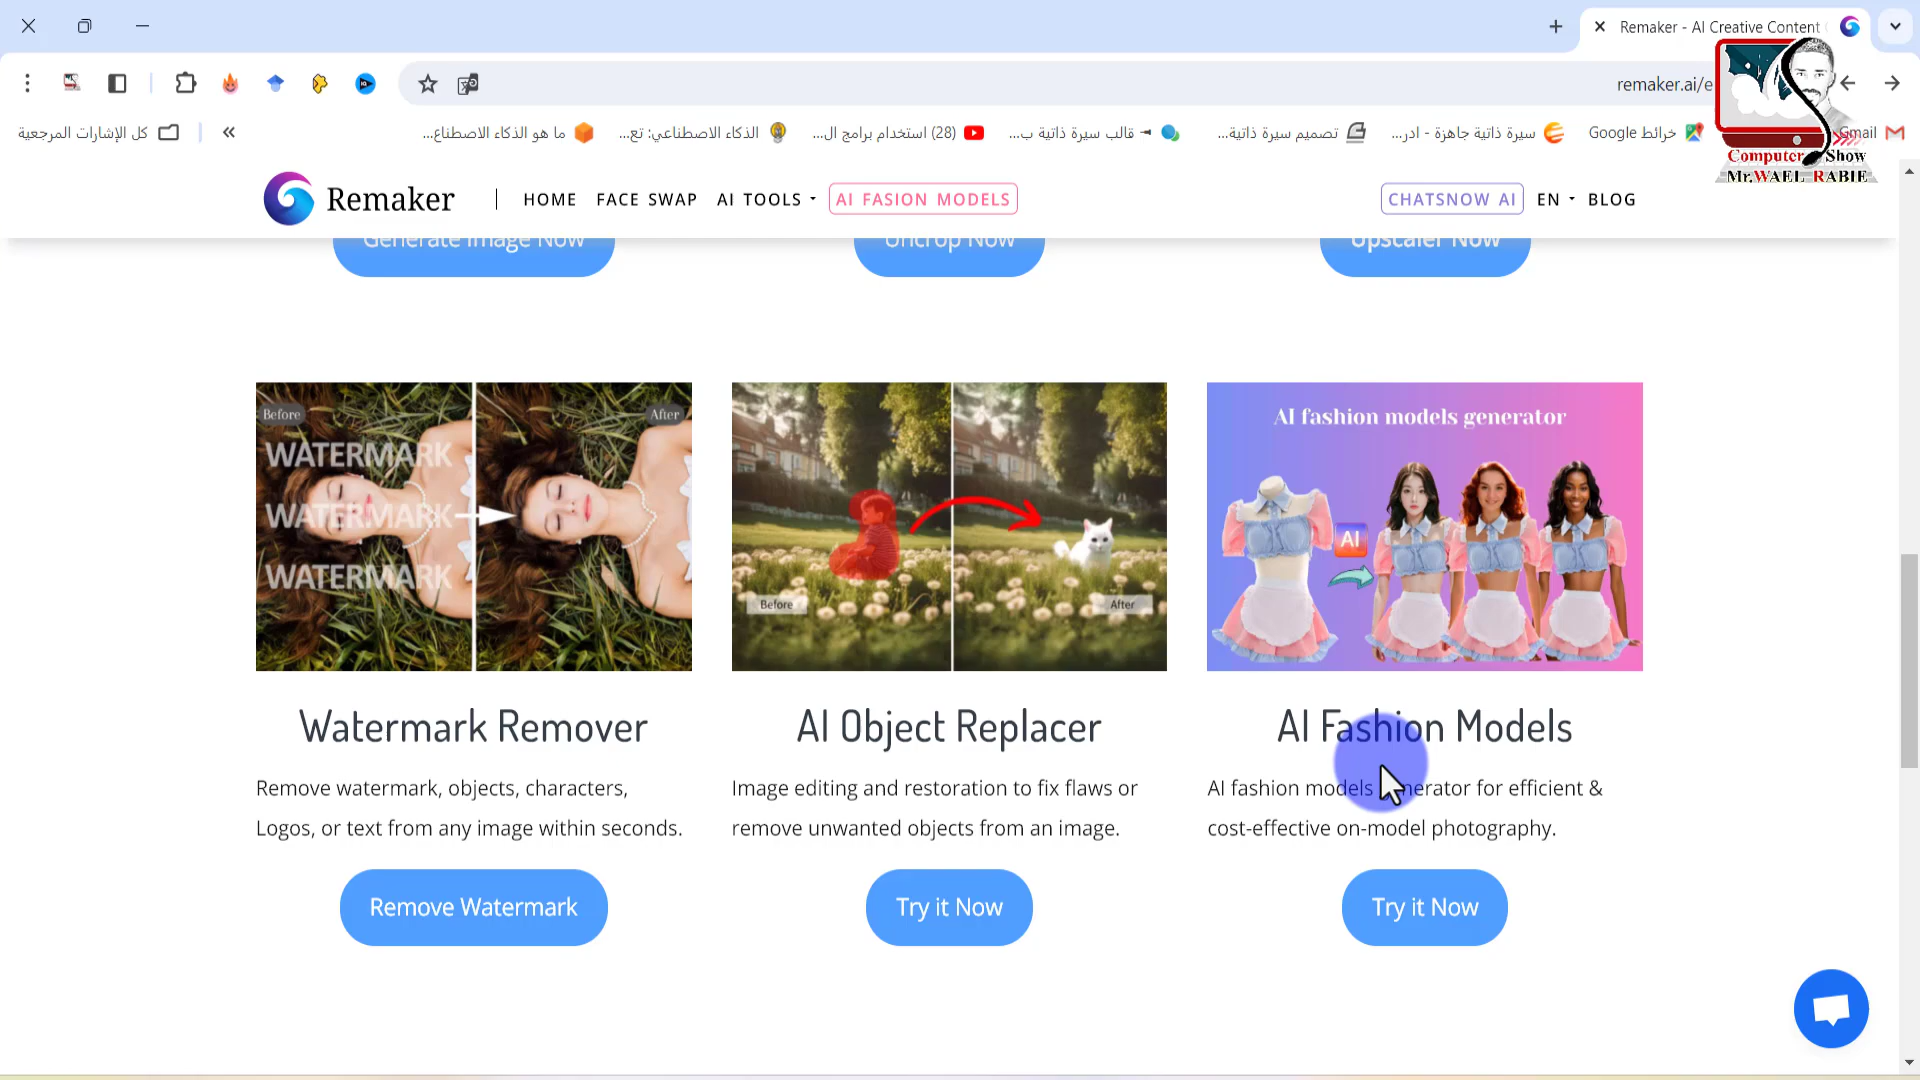 Remaker - AI Creative Content
remaker.ai/e
كل الإشارات المرجعية
ما هو الذكاء الاصطناع...
الذكاء الاصطناعي: تع...
(28) استخدام برامج ال...
قالب سيرة ذاتية ب...
تصميم سيرة ذاتية...
سيرة ذاتية جاهزة - ادر...
خرائط Google
Gmail
Computer Show
Mr.WAEL RABIE
Remaker
HOME
FACE SWAP
AI TOOLS
AI FASION MODELS
CHATSNOW AI
EN
BLOG
Generate Image Now
Uncrop Now
Upscaler Now
Before
After
WATERMARK
WATERMARK
WATERMARK
Before
After
AI fashion models generator
AI
Watermark Remover
Remove watermark, objects, characters,
Logos, or text from any image within seconds.
Remove Watermark
AI Object Replacer
Image editing and restoration to fix flaws or
remove unwanted objects from an image.
Try it Now
AI Fashion Models
AI fashion models generator for efficient &
cost-effective on-model photography.
Try it Now